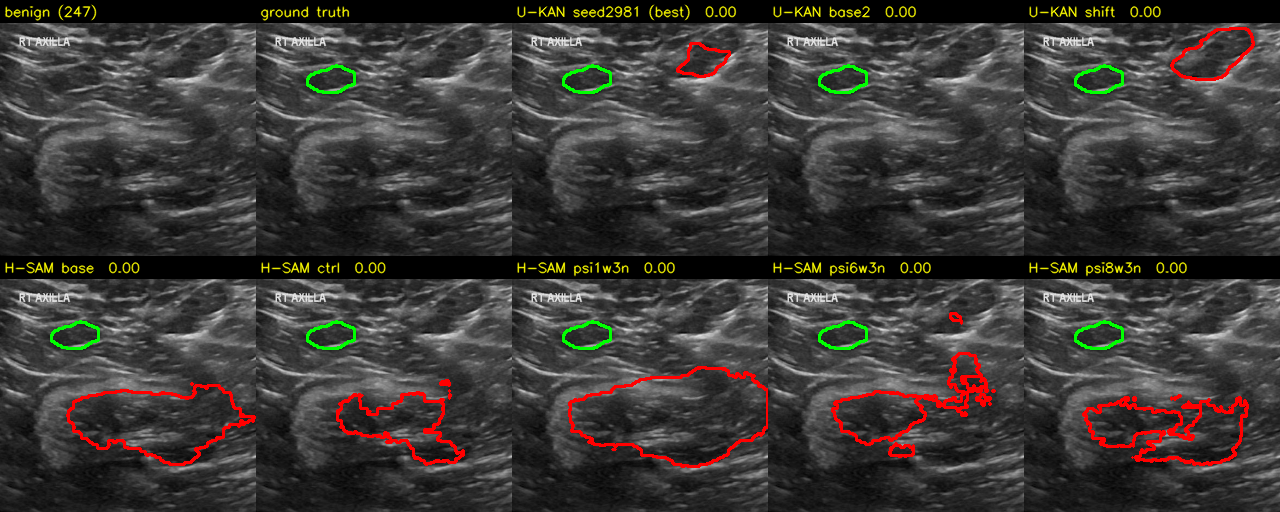 benign (247)
ground truth
U-KAN seed2981 (best) 0.00
U-KAN base2 0.00
U-KAN shift 0.00
RT AXILLA
RT AXILLA
RT AXILLA
RT AXILLA
RT AXILLA
H-SAM base 0.00
H-SAM ctrl 0.00
H-SAM psi1w3n 0.00
H-SAM psi6w3n 0.00
H-SAM psi8w3n 0.00
RT AXILLA
RT AXILLA
RT AXILLA
RT AXILLA
RT AXILLA